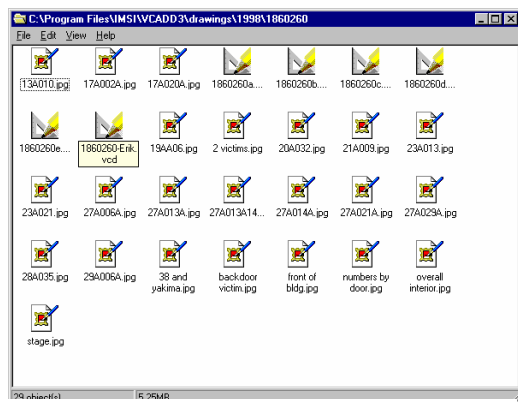 C:\Program Files\IMSI\VCADD3\drawings\1998\1860260
File Edit View Help
13A010.jpg 17A002A.jpg 17A020A.jpg 1860260a.... 1860260b.... 1860260c.... 1860260d....
1860260e.... 1860260-Erik. 19AA06.jpg 2 victims.jpg 20A032.jpg 21A009.jpg 23A013.jpg
vcd
23A021.jpg 27A006A.jpg 27A013A.jpg 27A013A14... 27A014A.jpg 27A021A.jpg 27A029A.jpg
28A035.jpg 29A006A.jpg 38 and backdoor front of numbers by overall
yakima.jpg victim.jpg bldg.jpg door.jpg interior.jpg
stage.jpg
29 object(s) 5.25MB